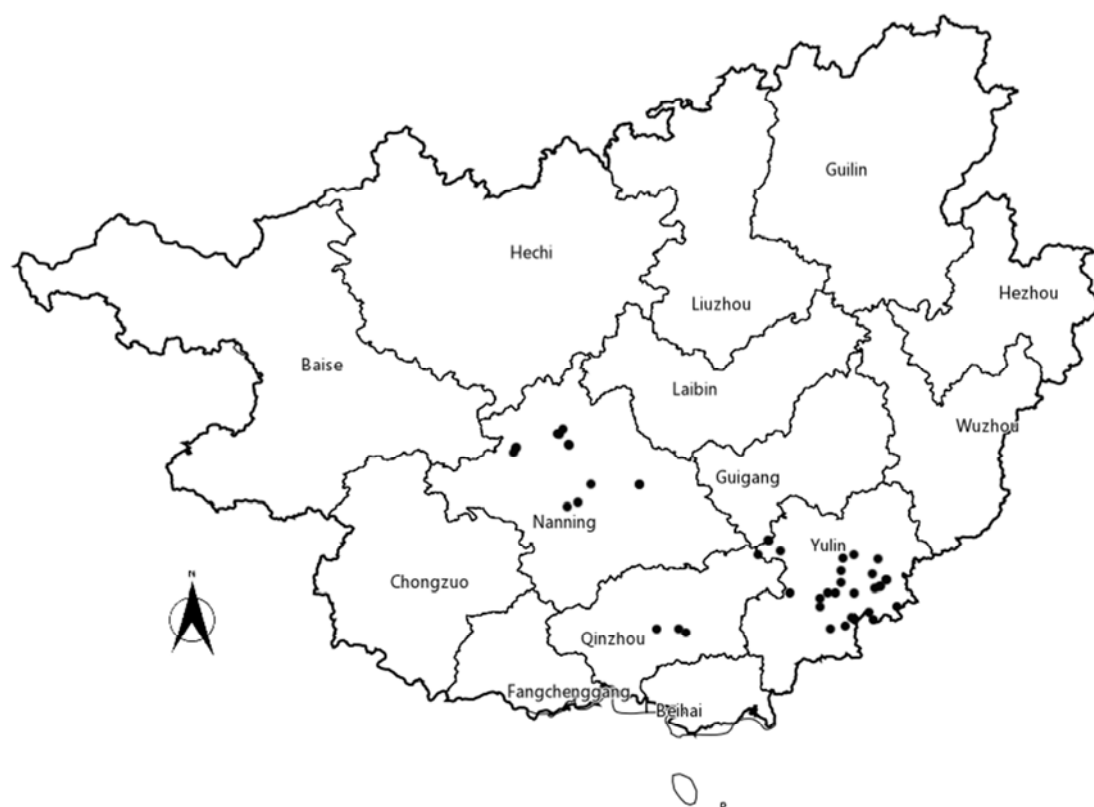 Guilin
Hechi
Hezhou
Liuzhou
Baise
Laibin
Wuzhou
Guigang
Nanning
Yulin
Chongzuo
N
Qinzhou
Fangchenggang
Beihai